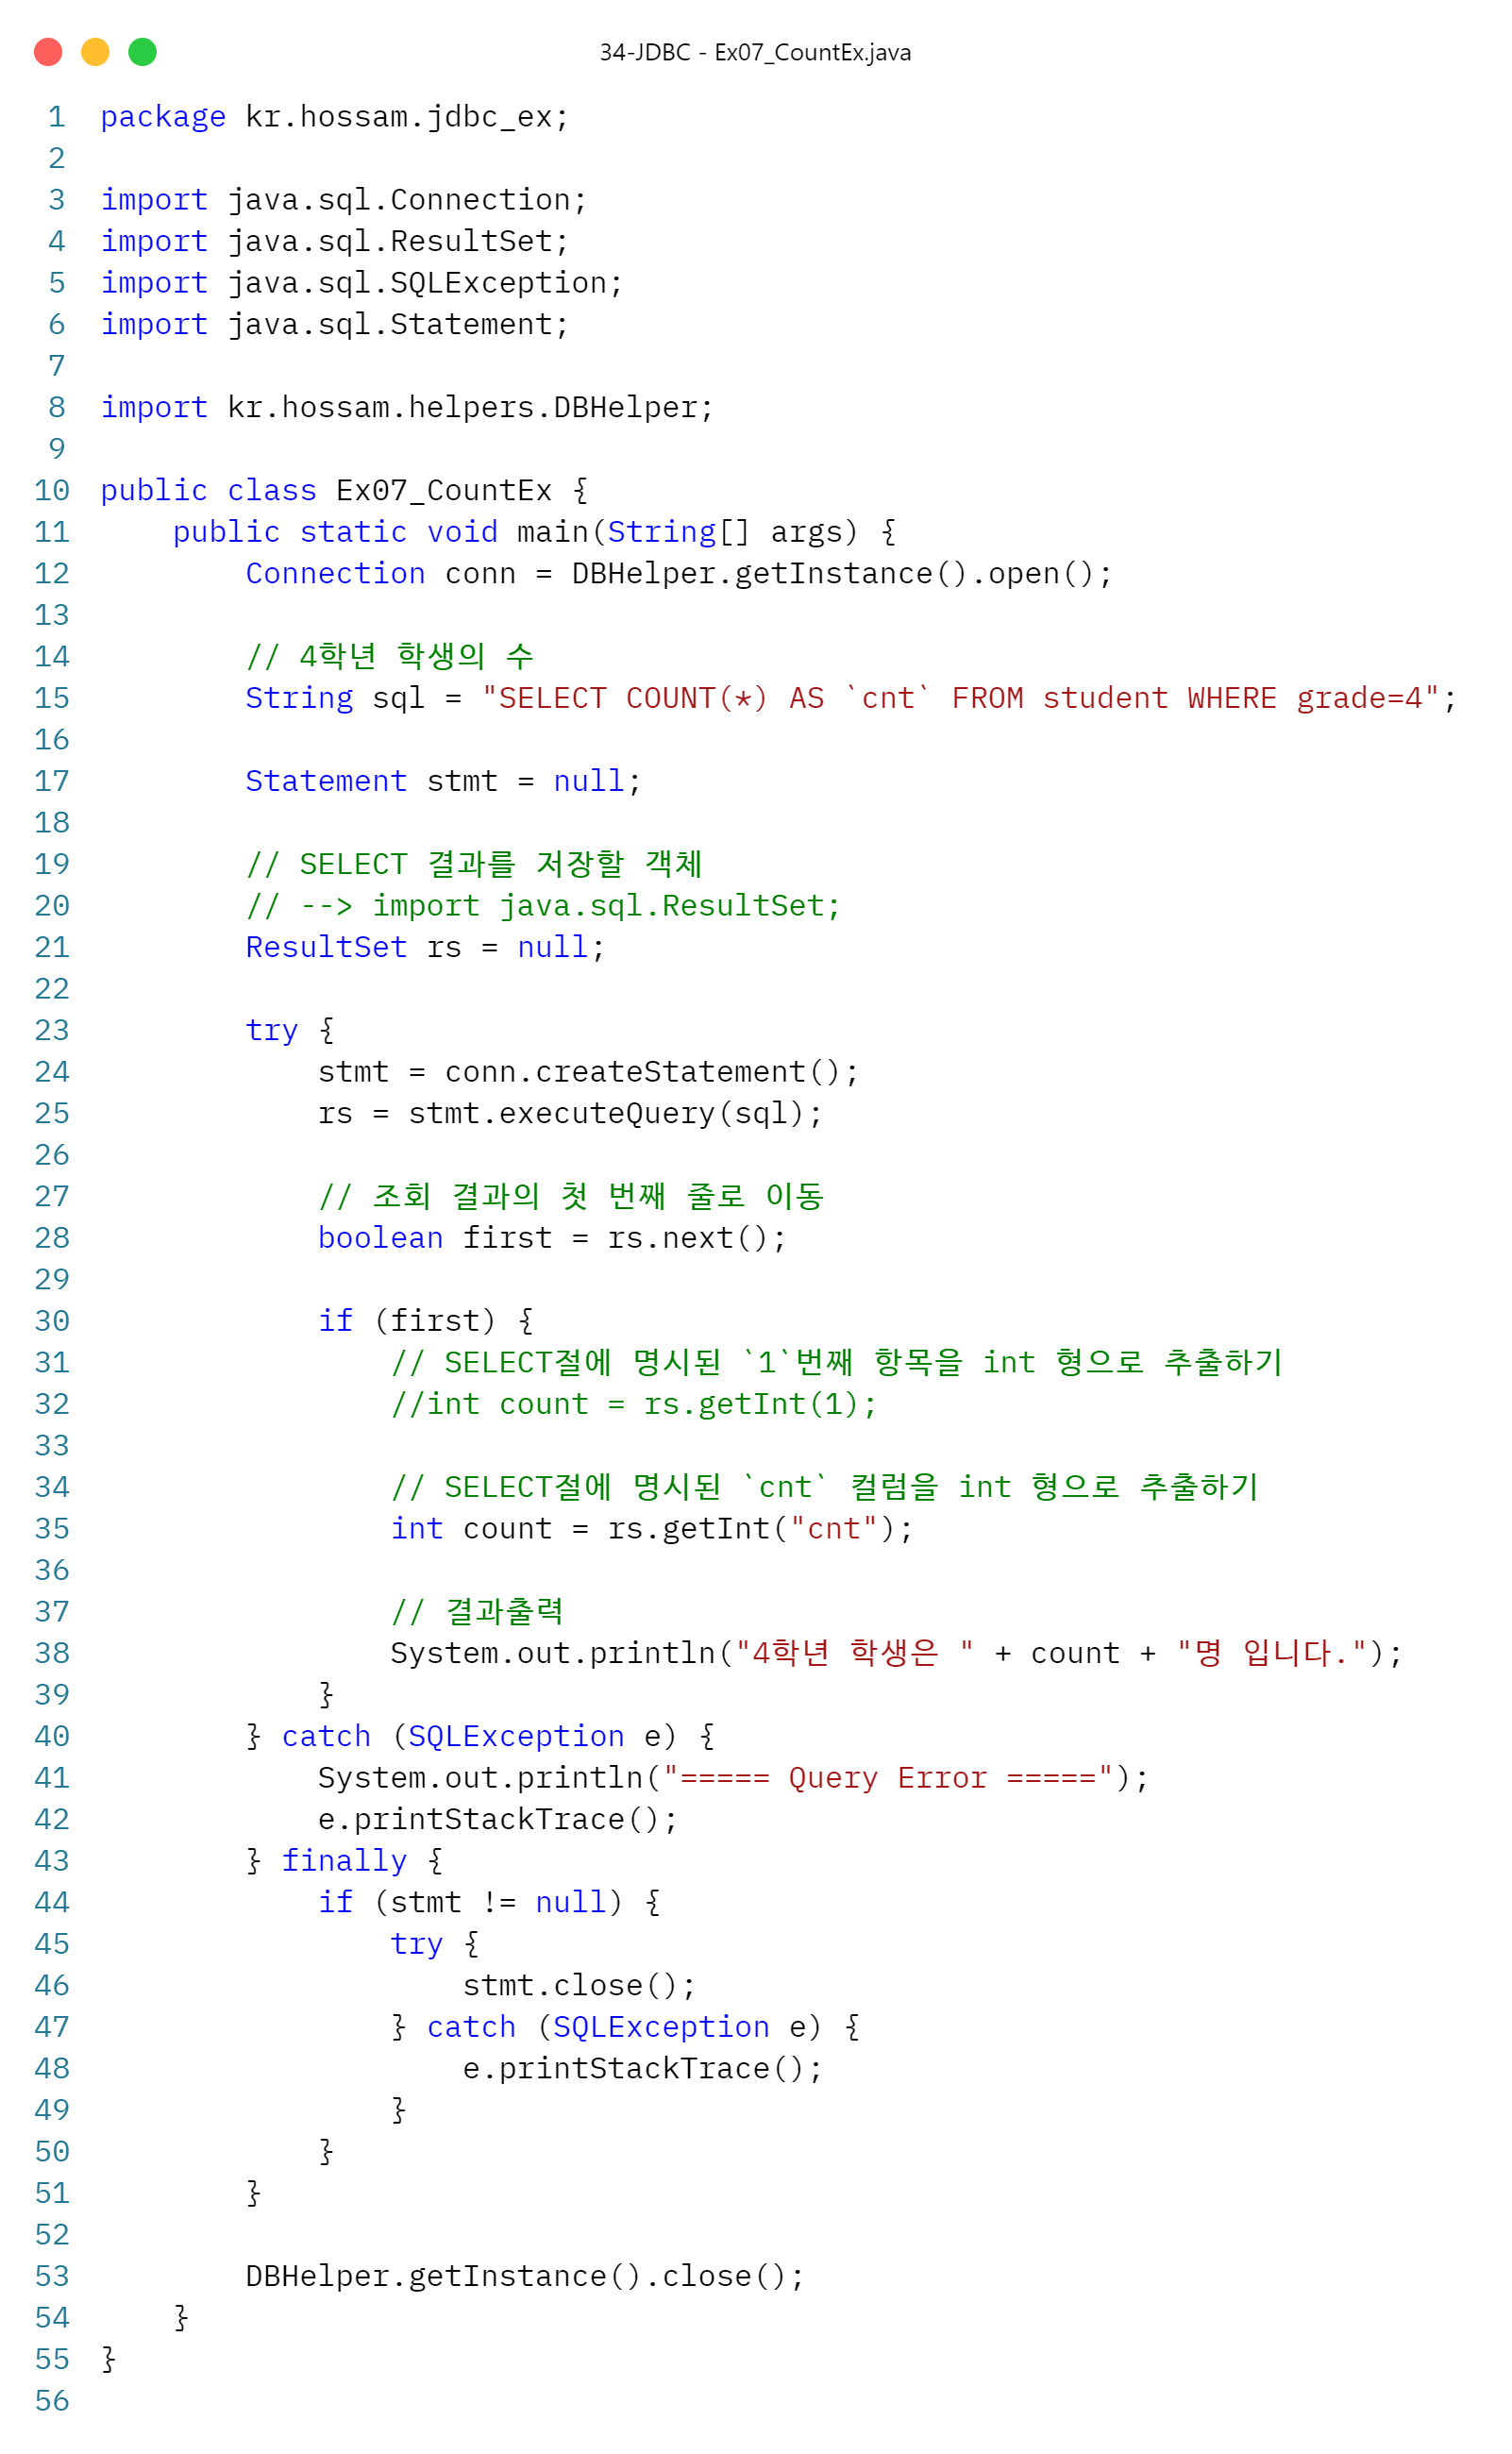 34-JDBC - Ex07_CountEx.java
1 package kr.hossam.jdbc_ex;
2
3 import java.sql.Connection;
4 import java.sql.ResultSet;
5 import java.sql.SQLException;
6 import java.sql.Statement;
7
8 import kr.hossam.helpers.DBHelper;
9
10 public class Ex07_CountEx {
11     public static void main(String[] args) {
12         Connection conn = DBHelper.getInstance().open();
13
14         // 4학년 학생의 수
15         String sql = "SELECT COUNT(*) AS `cnt` FROM student WHERE grade=4";
16
17         Statement stmt = null;
18
19         // SELECT 결과를 저장할 객체
20         // --> import java.sql.ResultSet;
21         ResultSet rs = null;
22
23         try {
24             stmt = conn.createStatement();
25             rs = stmt.executeQuery(sql);
26
27             // 조회 결과의 첫 번째 줄로 이동
28             boolean first = rs.next();
29
30             if (first) {
31                 // SELECT절에 명시된 `1`번째 항목을 int 형으로 추출하기
32                 //int count = rs.getInt(1);
33
34                 // SELECT절에 명시된 `cnt` 컬럼을 int 형으로 추출하기
35                 int count = rs.getInt("cnt");
36
37                 // 결과출력
38                 System.out.println("4학년 학생은 " + count + "명 입니다.");
39             }
40         } catch (SQLException e) {
41             System.out.println("===== Query Error =====");
42             e.printStackTrace();
43         } finally {
44             if (stmt != null) {
45                 try {
46                     stmt.close();
47                 } catch (SQLException e) {
48                     e.printStackTrace();
49                 }
50             }
51         }
52
53         DBHelper.getInstance().close();
54     }
55 }
56